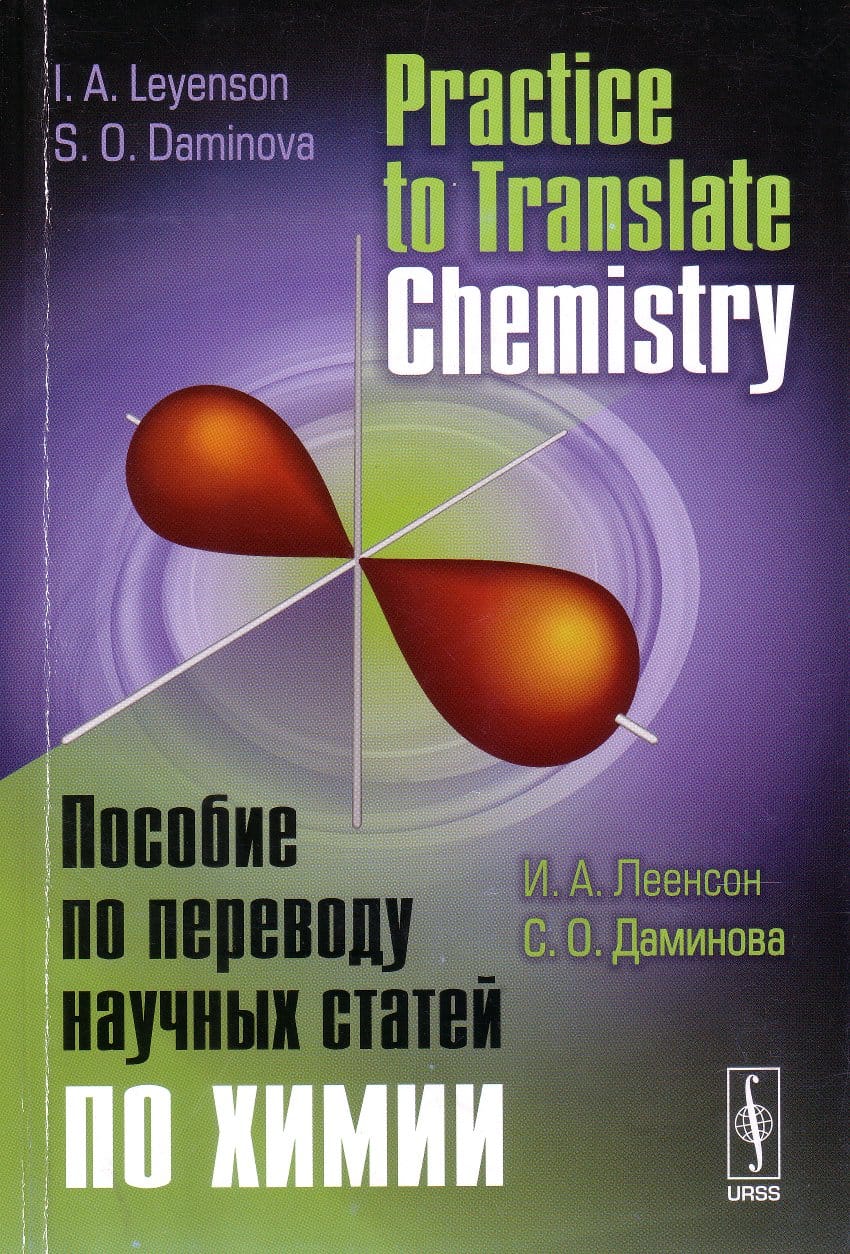 I. A. Leyenson
S. O. Daminova
Practice
to Translate
Chemistry
Пособие
по переводу
научных статей
по химии
И. А. Леенсон
С. О. Даминова
URSS